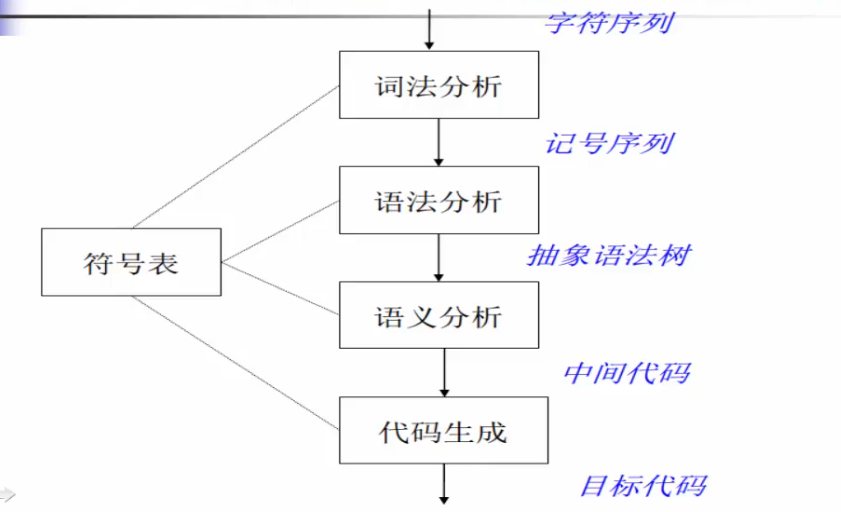 字符序列
词法分析
记号序列
语法分析
抽象语法树
符号表
语义分析
中间代码
代码生成
目标代码